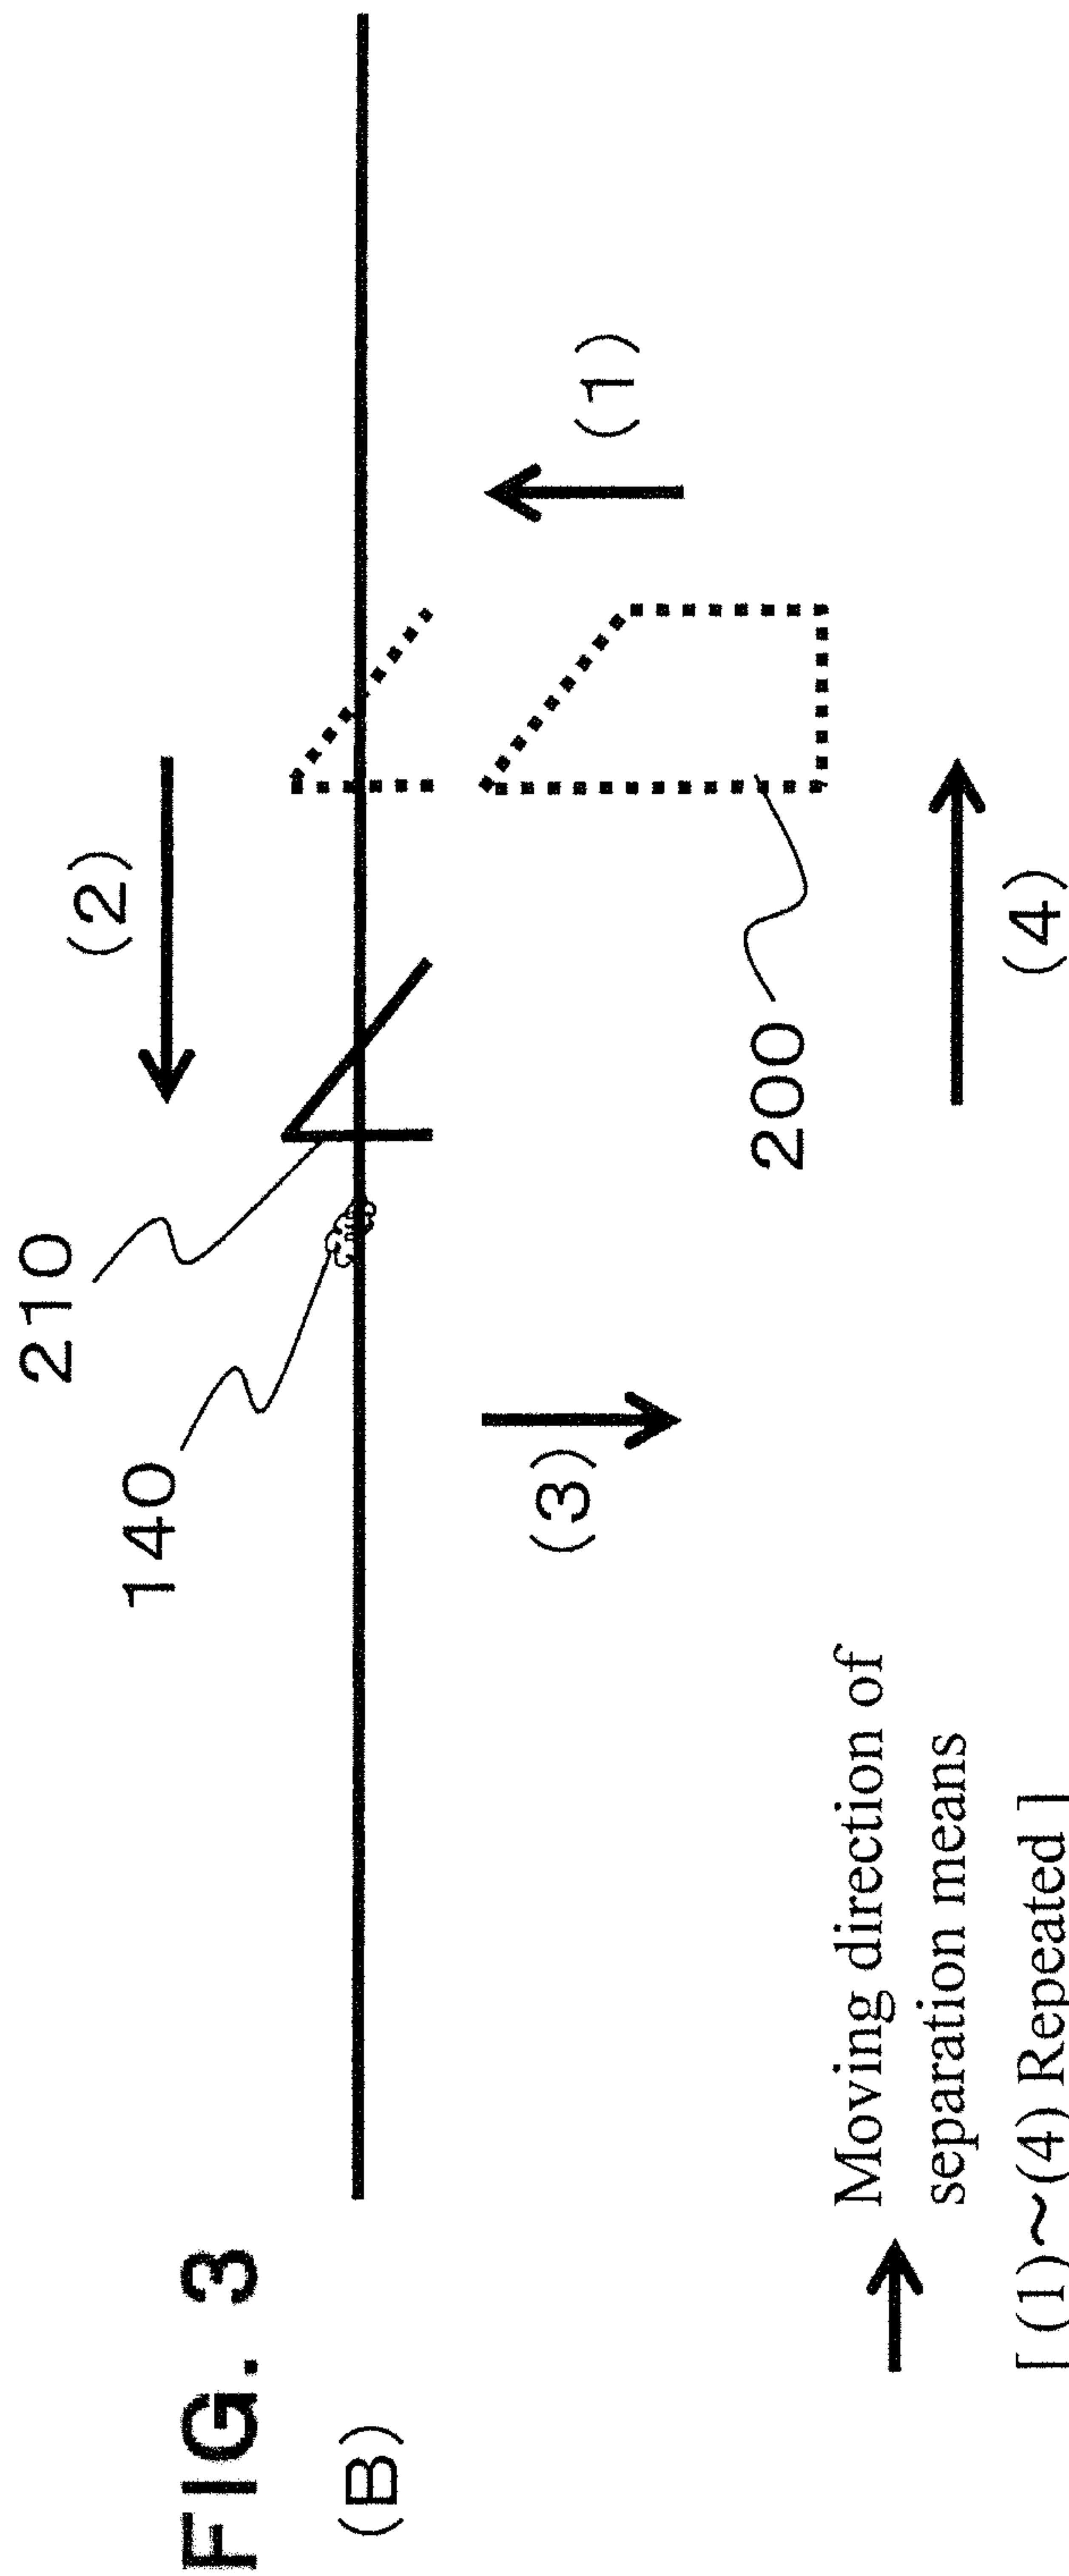 FIG. 3
(B)
210
(2)
140
(3)
(1)
200
(4)
Moving direction of
separation means
[ (1)～(4) Repeated ]